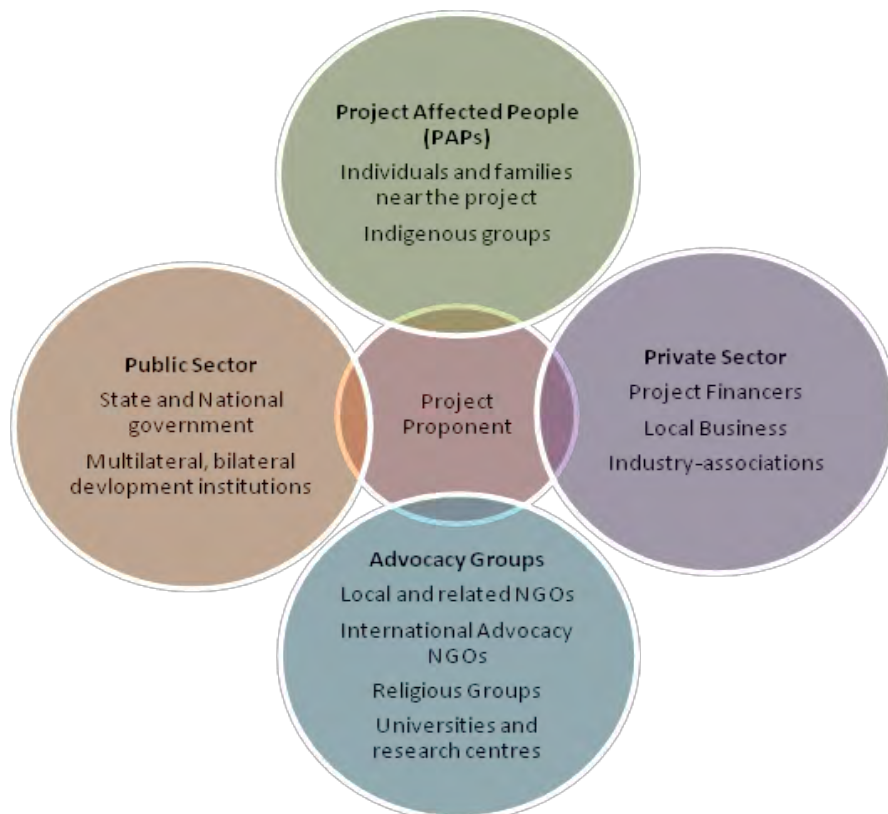 Project Affected People
(PAPs)
Individuals and families
near the project
Indigenous groups
Public Sector
State and National
government
Multilateral, bilateral
devlopment institutions
Project
Proponent
Private Sector
Project Financers
Local Business
Industry-associations
Advocacy Groups
Local and related NGOs
International Advocacy
NGOs
Religious Groups
Universities and
research centres